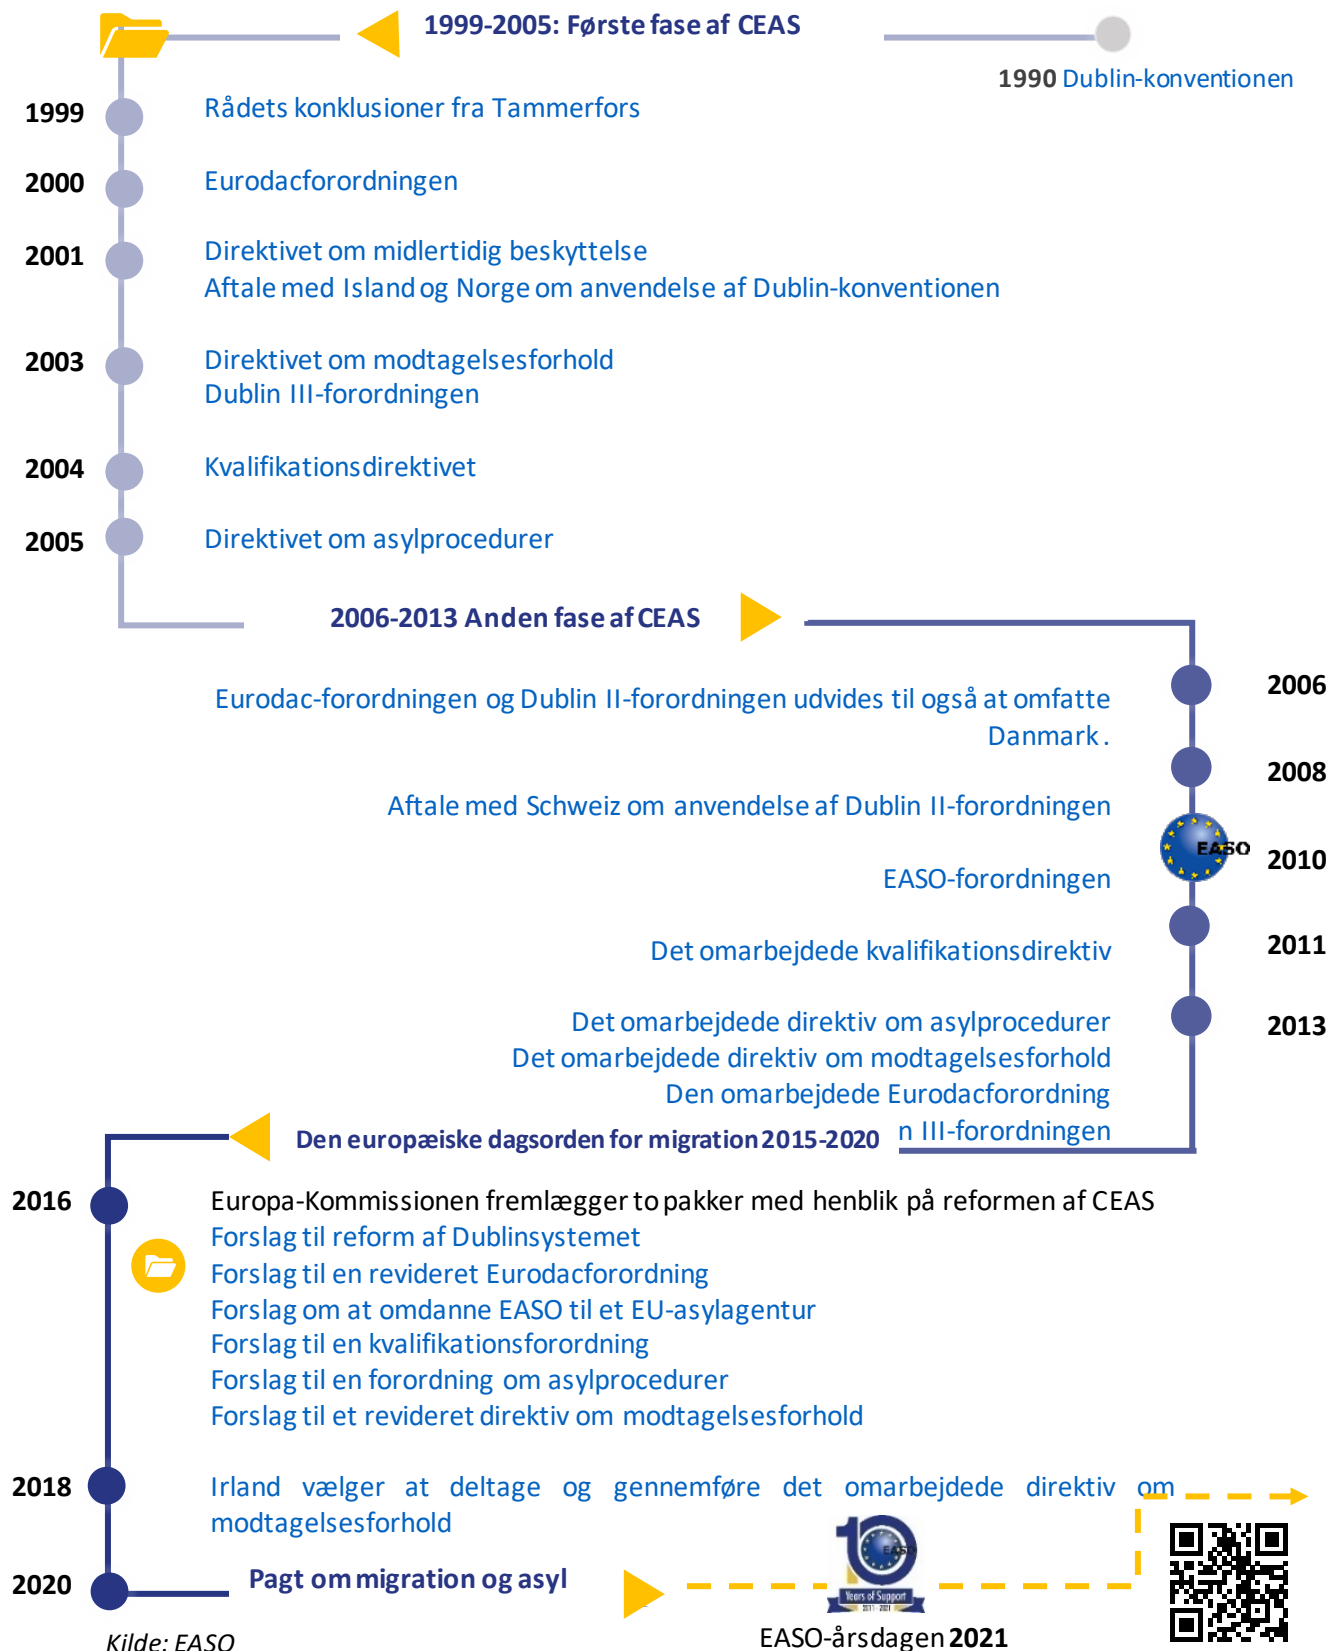 1999-2005: Første fase af CEAS
1990 Dublin-konventionen
1999 Rådets konklusioner fra Tammerfors
2000 Eurodacforordningen
2001 Direktivet om midlertidig beskyttelse
Aftale med Island og Norge om anvendelse af Dublin-konventionen
2003 Direktivet om modtagelsesforhold
Dublin III-forordningen
2004 Kvalifikationsdirektivet
2005 Direktivet om asylprocedurer
2006-2013 Anden fase af CEAS
2006
Eurodac-forordningen og Dublin II-forordningen udvides til også at omfatte
Danmark.
2008
Aftale med Schweiz om anvendelse af Dublin II-forordningen
EASO
2010
EASO-forordningen
2011
Det omarbejdede kvalifikationsdirektiv
Det omarbejdede direktiv om asylprocedurer
2013
Det omarbejdede direktiv om modtagelsesforhold
Den omarbejdede Eurodacforordning
n III-forordningen
Den europæiske dagsorden for migration 2015-2020
2016 Europa-Kommissionen fremlægger to pakker med henblik på reformen af CEAS
Forslag til reform af Dublinsystemet
Forslag til en revideret Eurodacforordning
Forslag om at omdanne EASO til et EU-asylagentur
Forslag til en kvalifikationsforordning
Forslag til en forordning om asylprocedurer
Forslag til et revideret direktiv om modtagelsesforhold
2018 Irland vælger at deltage og gennemføre det omarbejdede direktiv om
modtagelsesforhold
2020 Pagt om migration og asyl
10
EASO
Years of Support
2011 - 2021
EASO-årsdagen 2021
Kilde: EASO